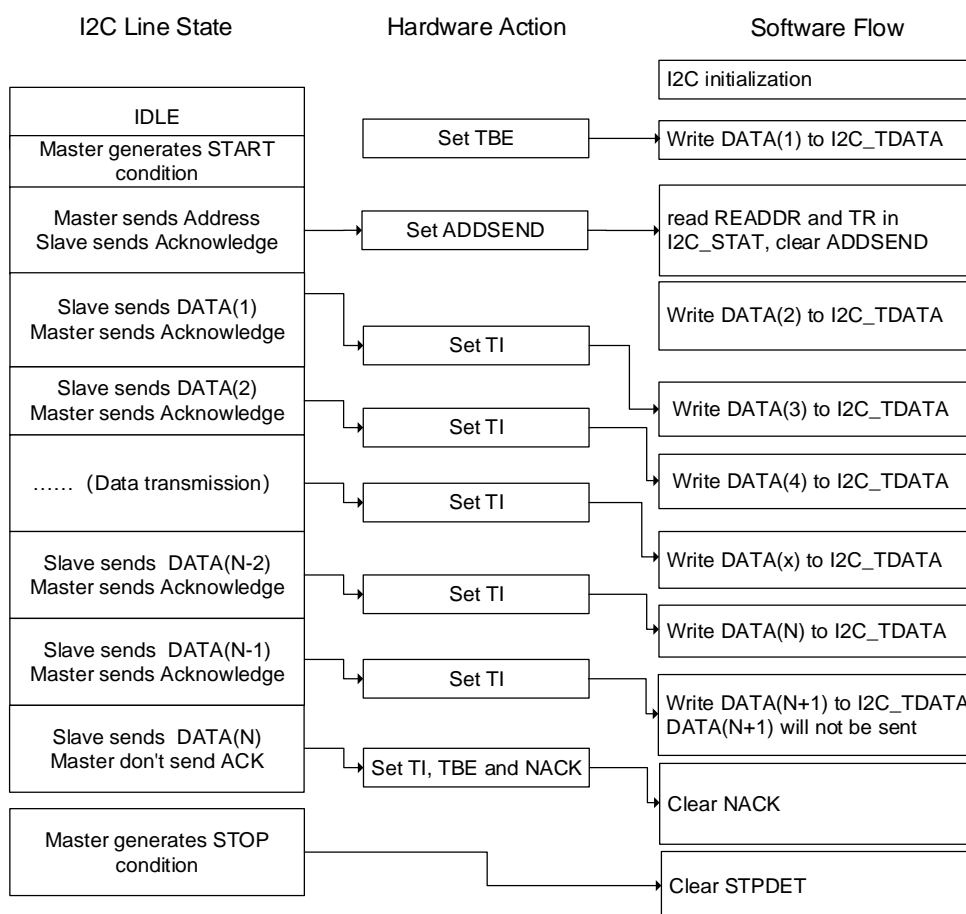 I2C Line State
Hardware Action
Software Flow
I2C initialization
IDLE
Set TBE
Write DATA(1) to I2C_TDATA
Master generates START
condition
Master sends Address
Slave sends Acknowledge
Set ADDSEND
read READDR and TR in
I2C_STAT, clear ADDSEND
Slave sends DATA(1)
Master sends Acknowledge
Write DATA(2) to I2C_TDATA
Set TI
Slave sends DATA(2)
Master sends Acknowledge
Write DATA(3) to I2C_TDATA
Set TI
...... (Data transmission)
Write DATA(4) to I2C_TDATA
Set TI
Write DATA(x) to I2C_TDATA
Slave sends DATA(N-2)
Master sends Acknowledge
Set TI
Write DATA(N) to I2C_TDATA
Slave sends DATA(N-1)
Master sends Acknowledge
Set TI
Write DATA(N+1) to I2C_TDATA
DATA(N+1) will not be sent
Slave sends DATA(N)
Master don't send ACK
Set TI, TBE and NACK
Clear NACK
Master generates STOP
condition
Clear STPDET